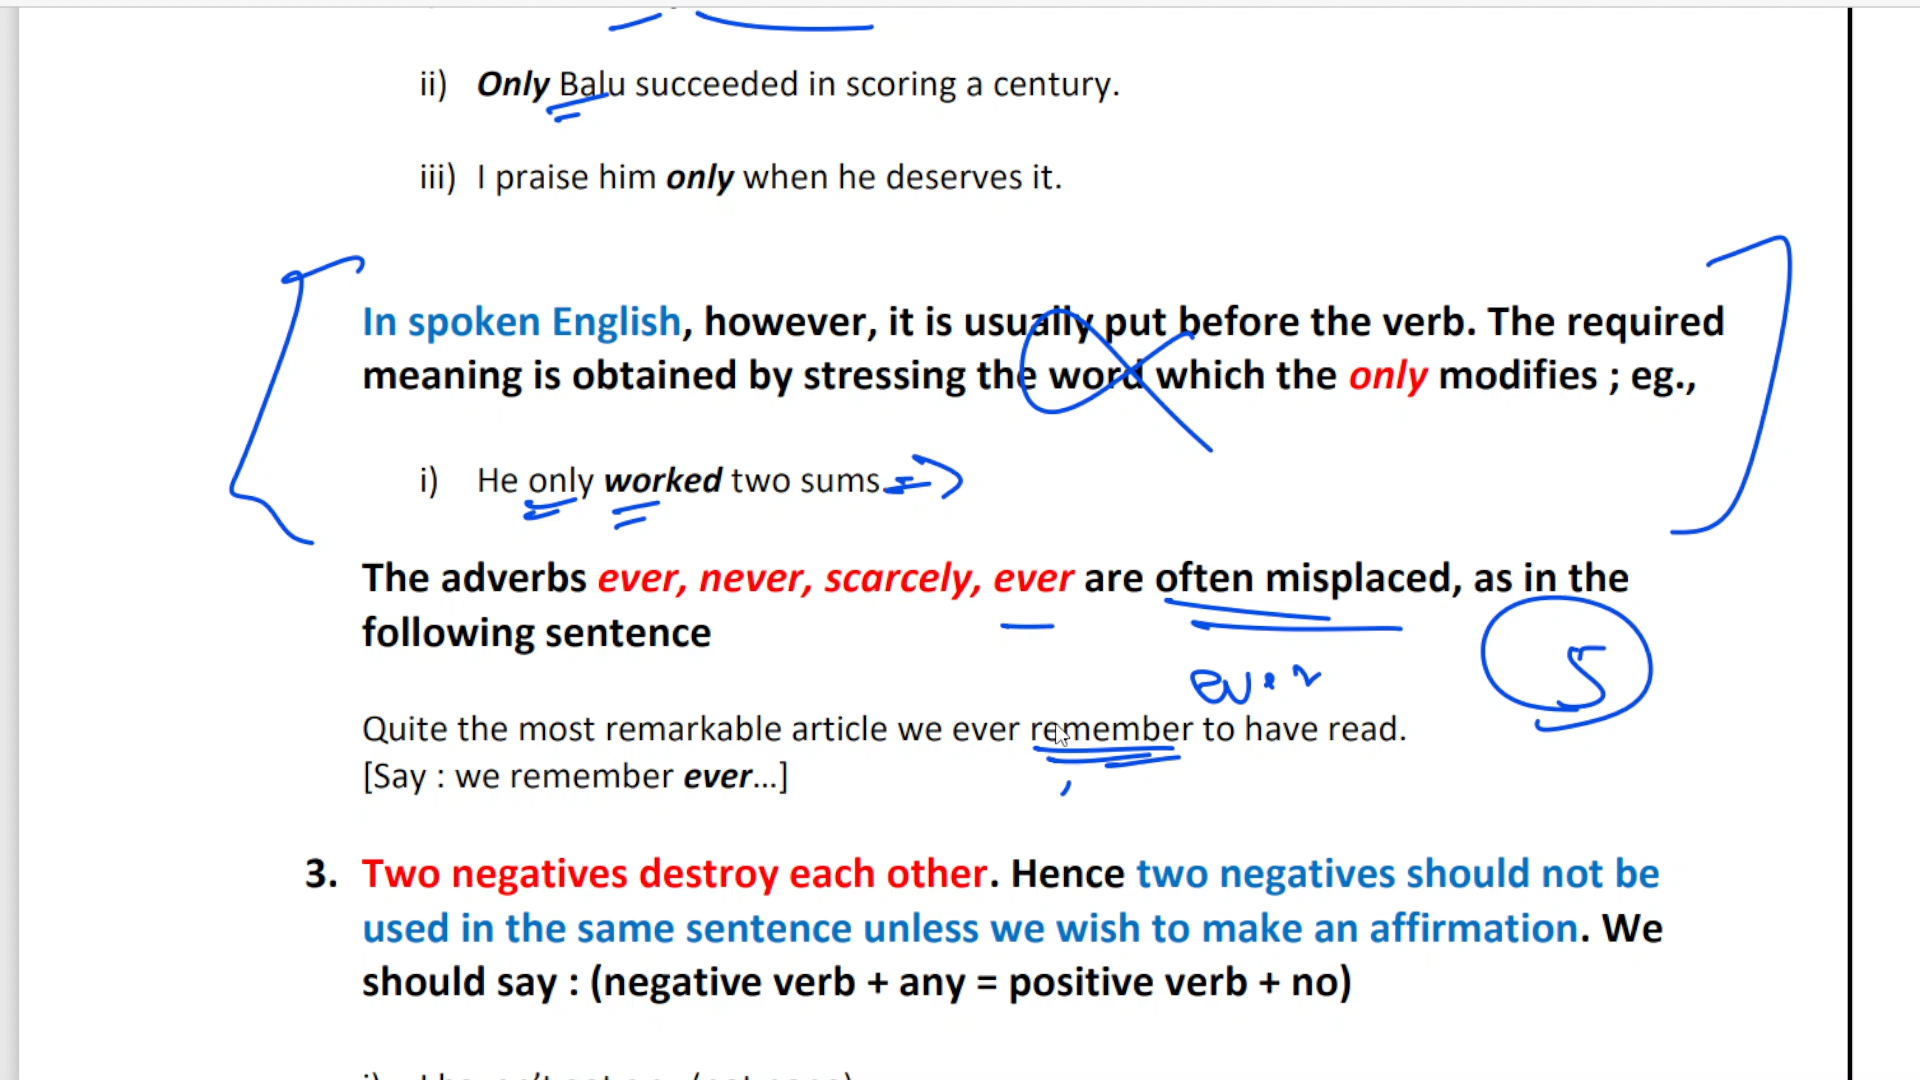 ii) Only Balu succeeded in scoring a century.
iii) I praise him only when he deserves it.
In spoken English, however, it is usually put before the verb. The required
meaning is obtained by stressing the word which the only modifies ; eg.,
i) He only worked two sums.
The adverbs ever, never, scarcely, ever are often misplaced, as in the
following sentence
ever
5
Quite the most remarkable article we ever remember to have read.
[Say : we remember ever...]
3. Two negatives destroy each other. Hence two negatives should not be
used in the same sentence unless we wish to make an affirmation. We
should say : (negative verb + any = positive verb + no)